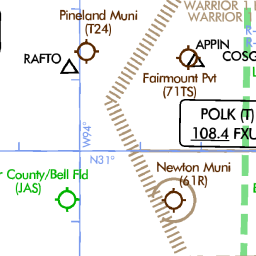 WARRIOR 1
WARRIOR 1
Pineland Muni
(T24)
R-
R-
RAFTO
APPIN
COSG
L
Fairmount Pvt
(71TS)
POLK (T)
108.4 FXU
W94°
N31°
Newton Muni
(61R)
County/Bell Fld
(JAS)